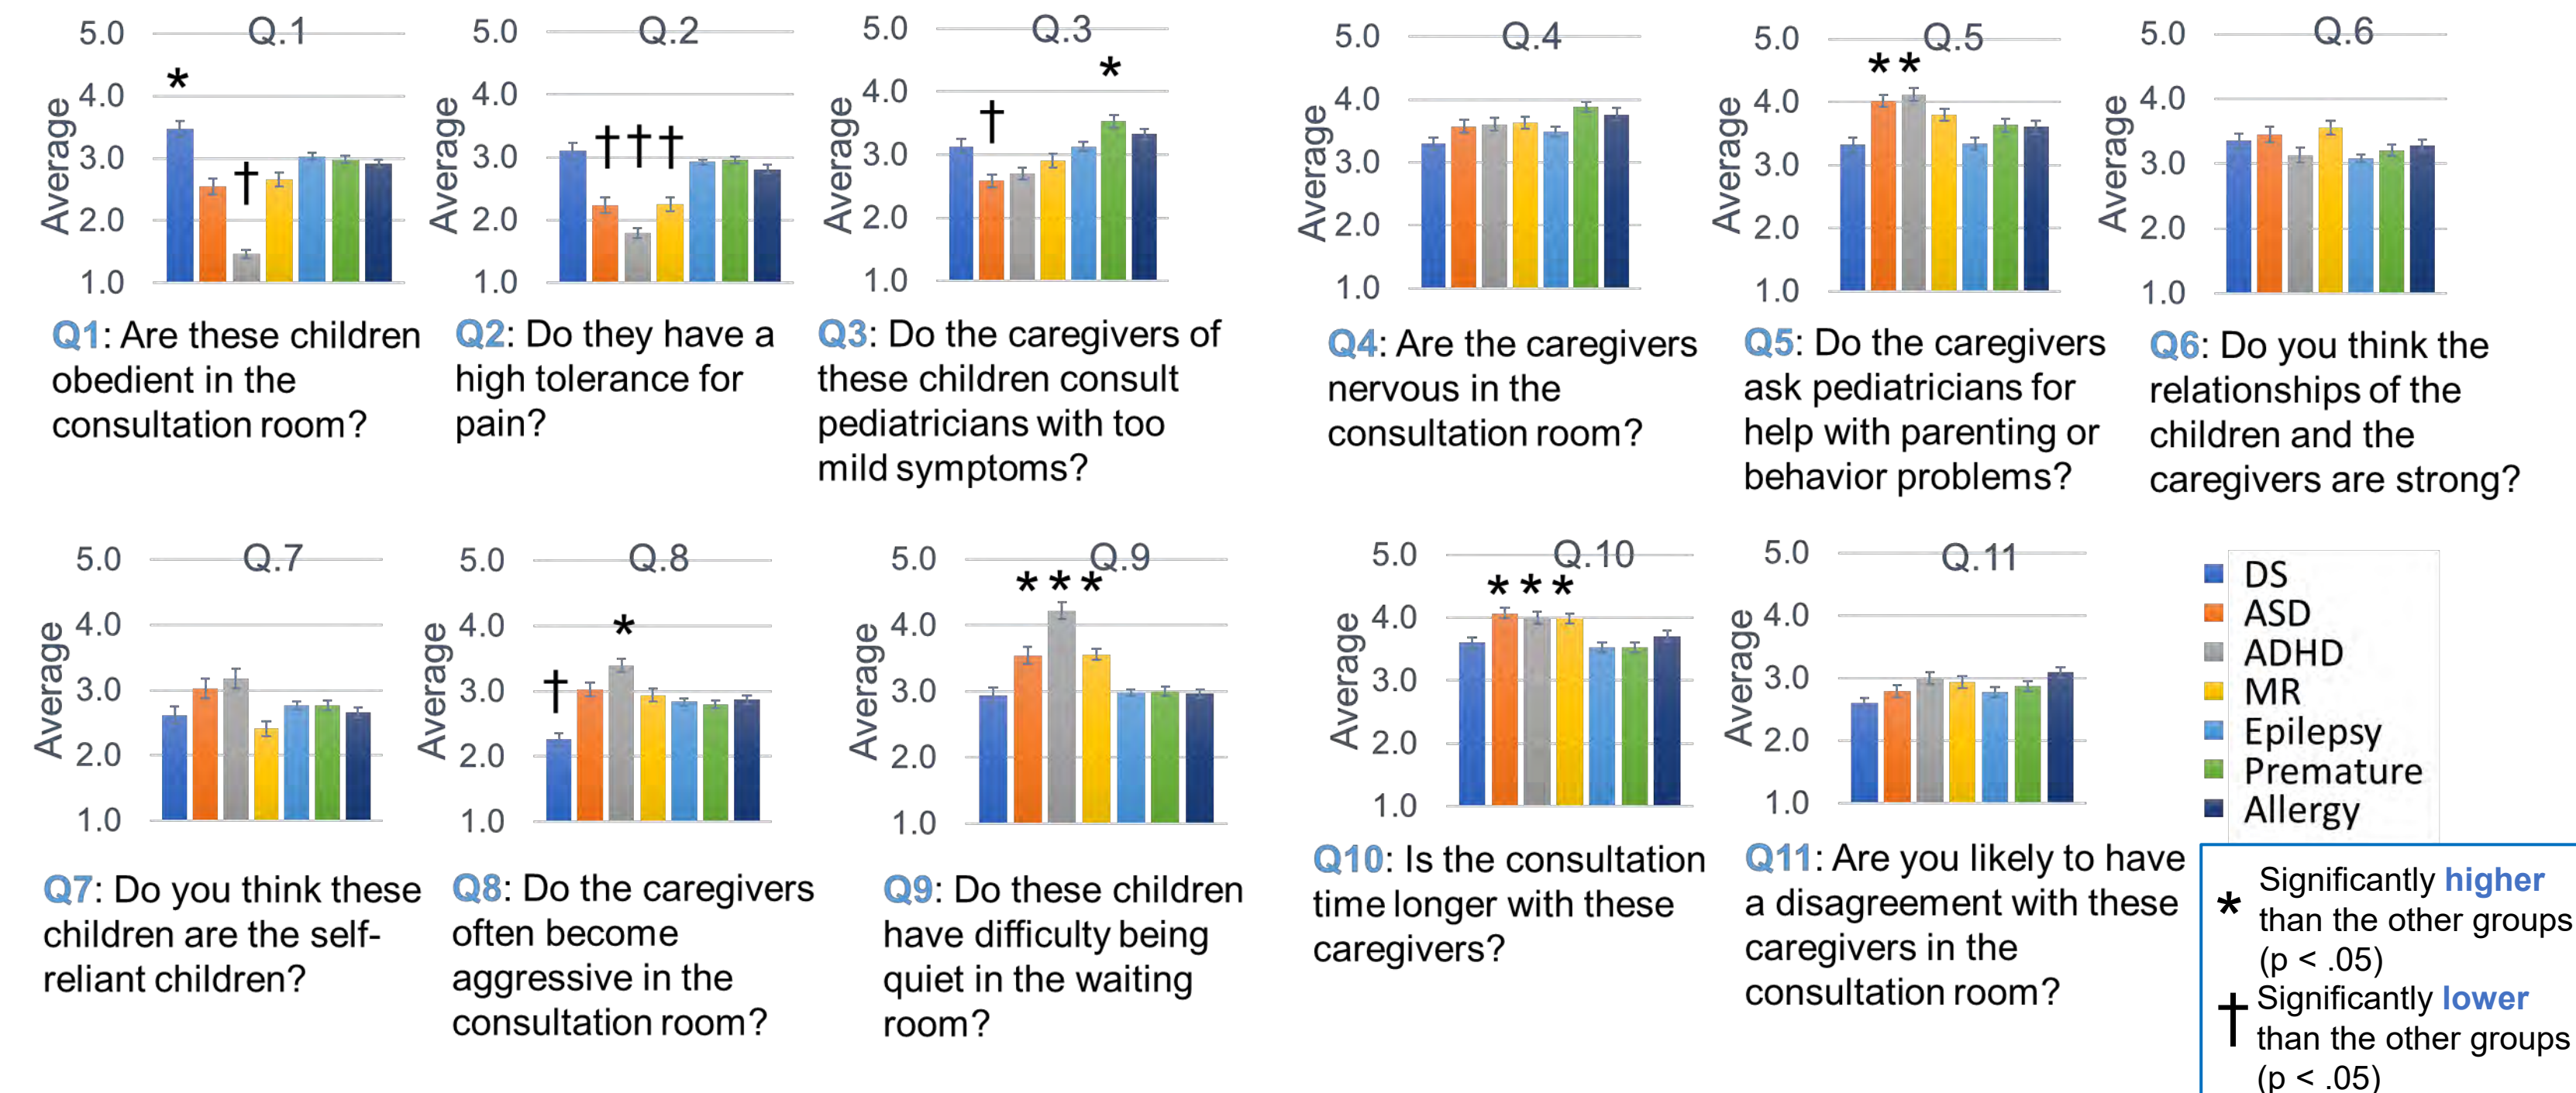 Q.1
5.0
4.0
3.0
2.0
1.0
Average
*
†
Q1: Are these children
obedient in the
consultation room?
Q.2
5.0
4.0
3.0
2.0
1.0
Average
†††
Q2: Do they have a
high tolerance for
pain?
Q.3
5.0
4.0
3.0
2.0
1.0
Average
†
*
Q3: Do the caregivers of
these children consult
pediatricians with too
mild symptoms?
Q.4
5.0
4.0
3.0
2.0
1.0
Average
Q4: Are the caregivers
nervous in the
consultation room?
Q.5
5.0
4.0
3.0
2.0
1.0
Average
* *
Q5: Do the caregivers
ask pediatricians for
help with parenting or
behavior problems?
Q.6
5.0
4.0
3.0
2.0
1.0
Average
Q6: Do you think the
relationships of the
children and the
caregivers are strong?
Q.7
5.0
4.0
3.0
2.0
1.0
Average
Q7: Do you think these
children are the self-
reliant children?
Q.8
5.0
4.0
3.0
2.0
1.0
Average
†
*
Q8: Do the caregivers
often become
aggressive in the
consultation room?
Q.9
5.0
4.0
3.0
2.0
1.0
Average
* * *
Q9: Do these children
have difficulty being
quiet in the waiting
room?
Q.10
5.0
4.0
3.0
2.0
1.0
Average
* * *
Q10: Is the consultation
time longer with these
caregivers?
Q.11
5.0
4.0
3.0
2.0
1.0
Average
Q11: Are you likely to have
a disagreement with these
caregivers in the
consultation room?
DS
ASD
ADHD
MR
Epilepsy
Premature
Allergy
* Significantly higher
than the other groups
(p < .05)
† Significantly lower
than the other groups
(p < .05)